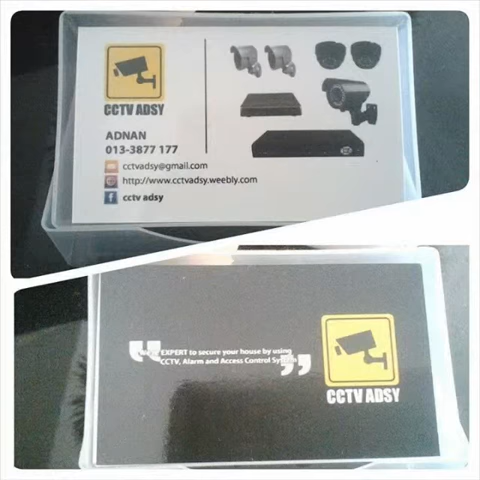 CCTV ADSY
ADNAN
013-3877 177
cctvadsy@gmail.com
http://www.cctvadsy.weebly.com
cctv adsy
EXPERT to secure your house by using
CCTV, Alarm and Access Control System
CCTV ADSY